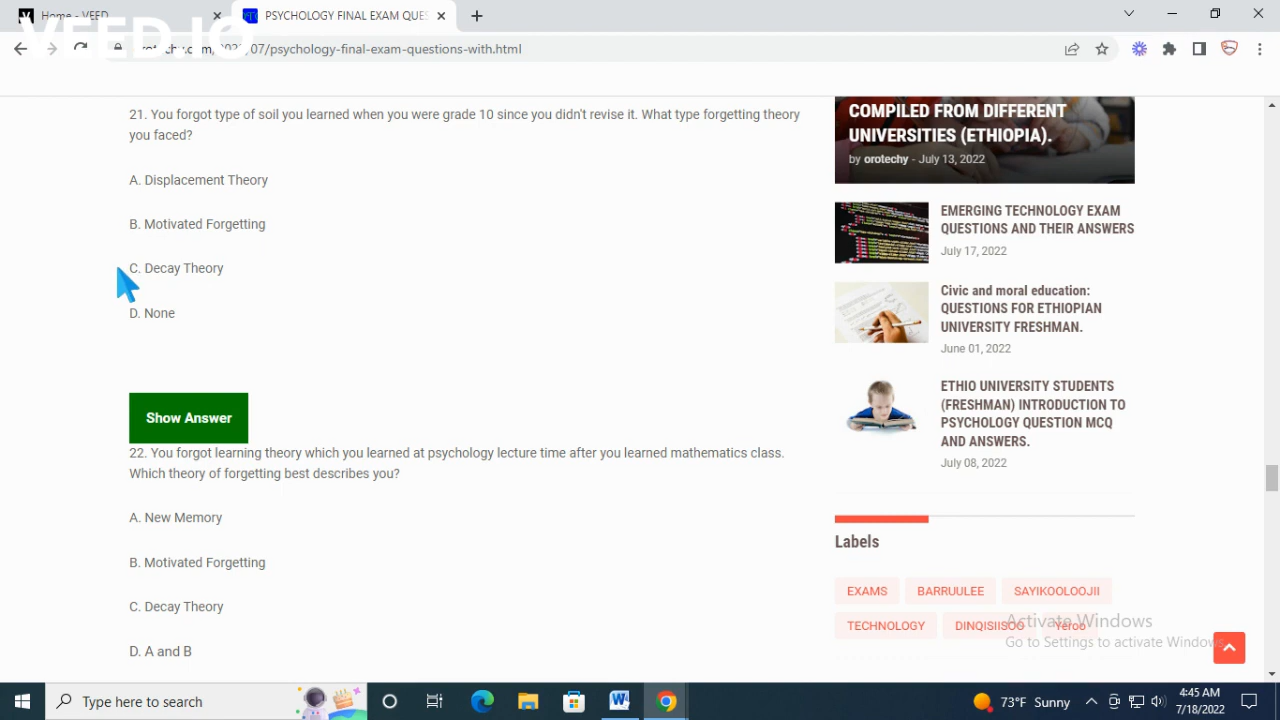 Home - VEED
PSYCHOLOGY FINAL EXAM QUES
VEED.IO
/07/psychology-final-exam-questions-with.html
21. You forgot type of soil you learned when you were grade 10 since you didn't revise it. What type forgetting theory
you faced?
A. Displacement Theory
B. Motivated Forgetting
C. Decay Theory
D. None
Show Answer
22. You forgot learning theory which you learned at psychology lecture time after you learned mathematics class.
Which theory of forgetting best describes you?
A. New Memory
B. Motivated Forgetting
C. Decay Theory
D. A and B
COMPILED FROM DIFFERENT
UNIVERSITIES (ETHIOPIA).
by orotechy - July 13, 2022
EMERGING TECHNOLOGY EXAM
QUESTIONS AND THEIR ANSWERS
July 17, 2022
Civic and moral education:
QUESTIONS FOR ETHIOPIAN
UNIVERSITY FRESHMAN.
June 01, 2022
ETHIO UNIVERSITY STUDENTS
(FRESHMAN) INTRODUCTION TO
PSYCHOLOGY QUESTION MCQ
AND ANSWERS.
July 08, 2022
Labels
EXAMS BARRUULEE SAYIKOOLOOJII
TECHNOLOGY DINQISIISOO Yeroo
Activate Windows
Go to Settings to activate Windows.
Type here to search
73°F Sunny
4:45 AM
7/18/2022